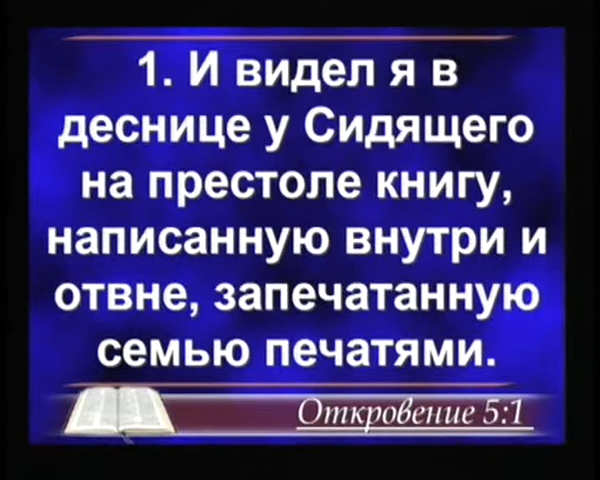 1. И видел я в
деснице у Сидящего
на престоле книгу,
написанную внутри и
отвне, запечатанную
семью печатями.
Откровение 5:1